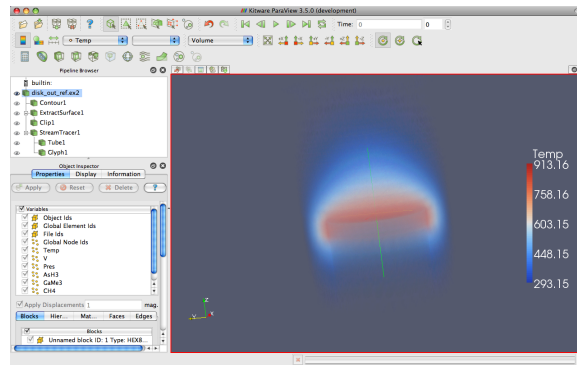 Kitware ParaView 3.5.0 (development)
Time: 0
0
Temp
Volume
Pipeline Browser
builtin:
disk_out_ref.ex2
Contour1
ExtractSurface1
Clip1
StreamTracer1
Tube1
Glyph1
Object Inspector
Properties Display Information
Apply Reset Delete ?
Variables
Object Ids
Global Element Ids
File Ids
Global Node Ids
Temp
V
Pres
AsH3
GaMe3
CH4
Apply Displacements 1 mag.
Blocks Hier... Mat... Faces Edges
Blocks
Unnamed block ID: 1 Type: HEX8...
Temp
913.16
758.16
603.15
448.15
293.15
Z
Y
X